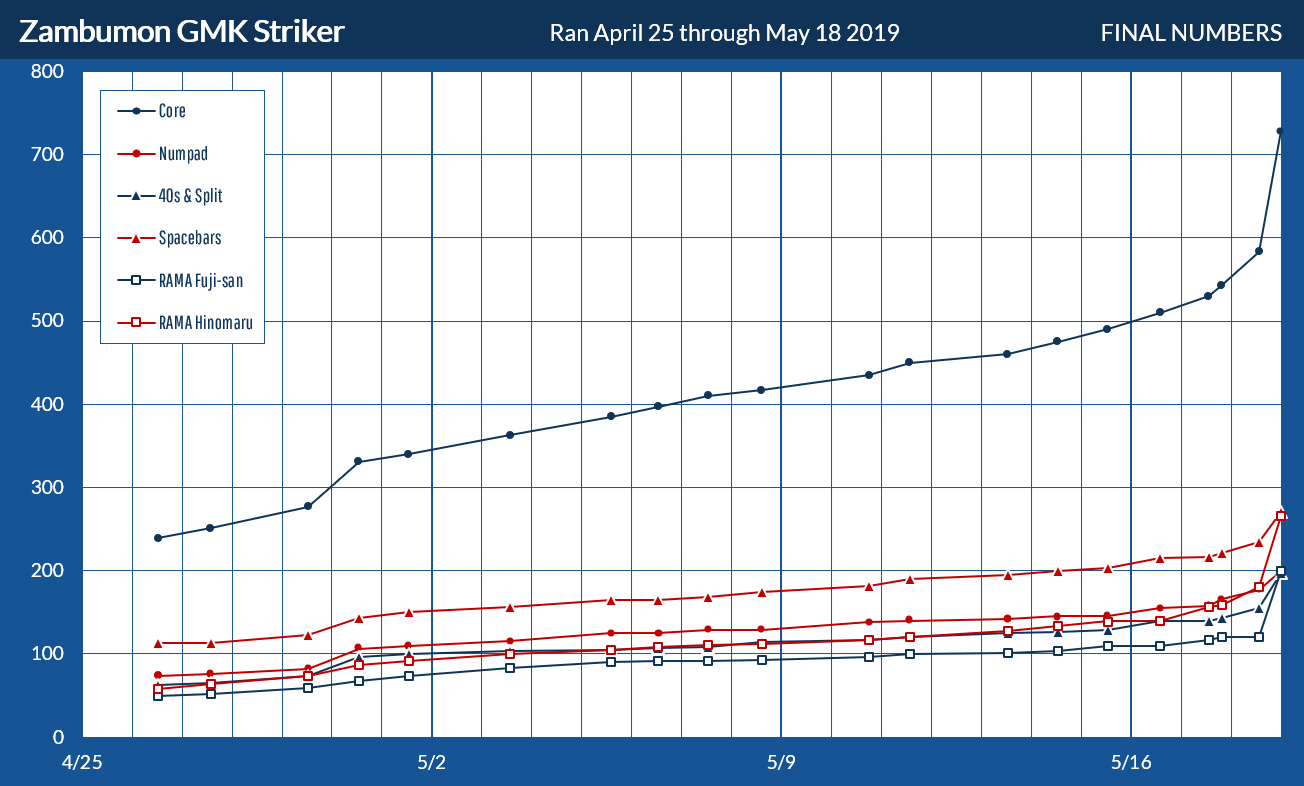 Zambumon GMK Striker
Ran April 25 through May 18 2019
FINAL NUMBERS
800
700
600
500
400
300
200
100
0
Core
Numpad
40s & Split
Spacebars
RAMA Fuji-san
RAMA Hinomaru
4/25
5/2
5/9
5/16